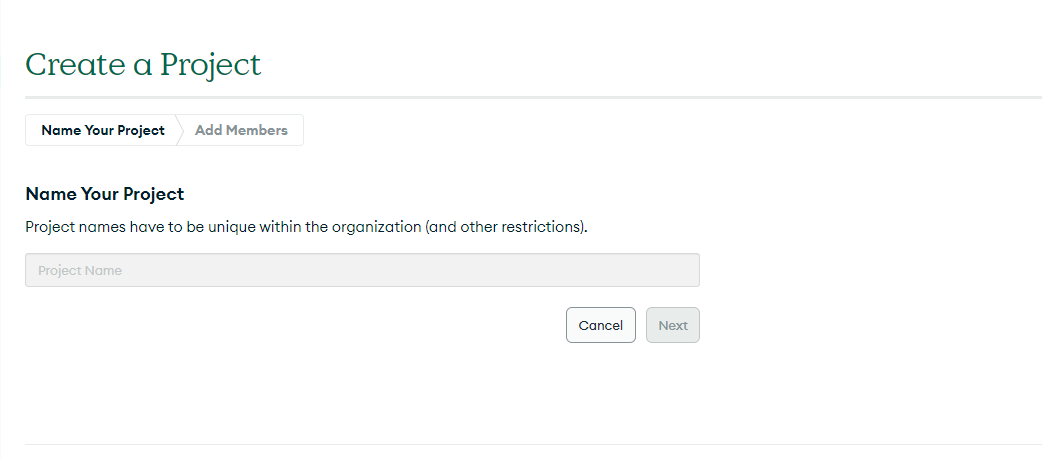 Create a Project
Name Your Project
Add Members
Name Your Project
Project names have to be unique within the organization (and other restrictions).
Project Name
Cancel
Next